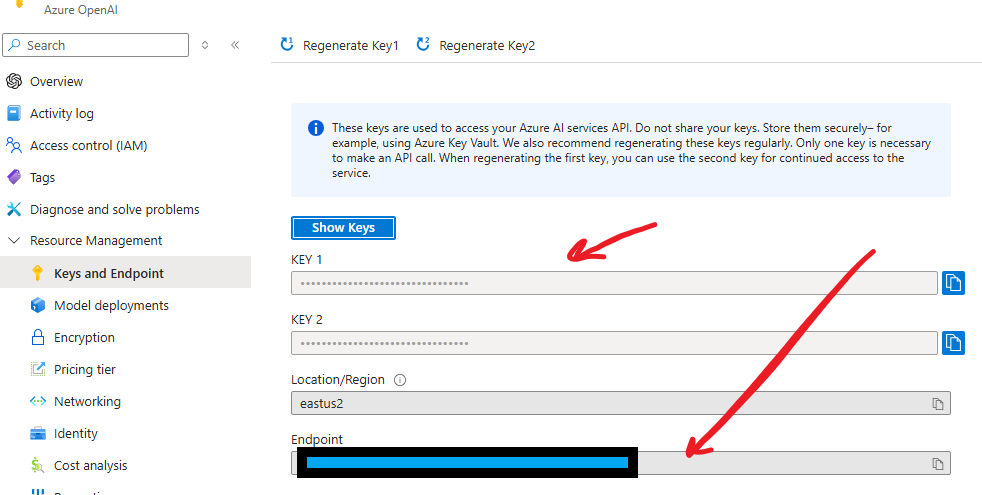 Azure OpenAI
Search
Regenerate Key1
Regenerate Key2
Overview
Activity log
Access control (IAM)
Tags
Diagnose and solve problems
Resource Management
Keys and Endpoint
Model deployments
Encryption
Pricing tier
Networking
Identity
Cost analysis
These keys are used to access your Azure AI services API. Do not share your keys. Store them securely– for
example, using Azure Key Vault. We also recommend regenerating these keys regularly. Only one key is necessary
to make an API call. When regenerating the first key, you can use the second key for continued access to the
service.
Show Keys
KEY 1
••••••••••••••••••••••••••••••••
KEY 2
••••••••••••••••••••••••••••••••
Location/Region
eastus2
Endpoint